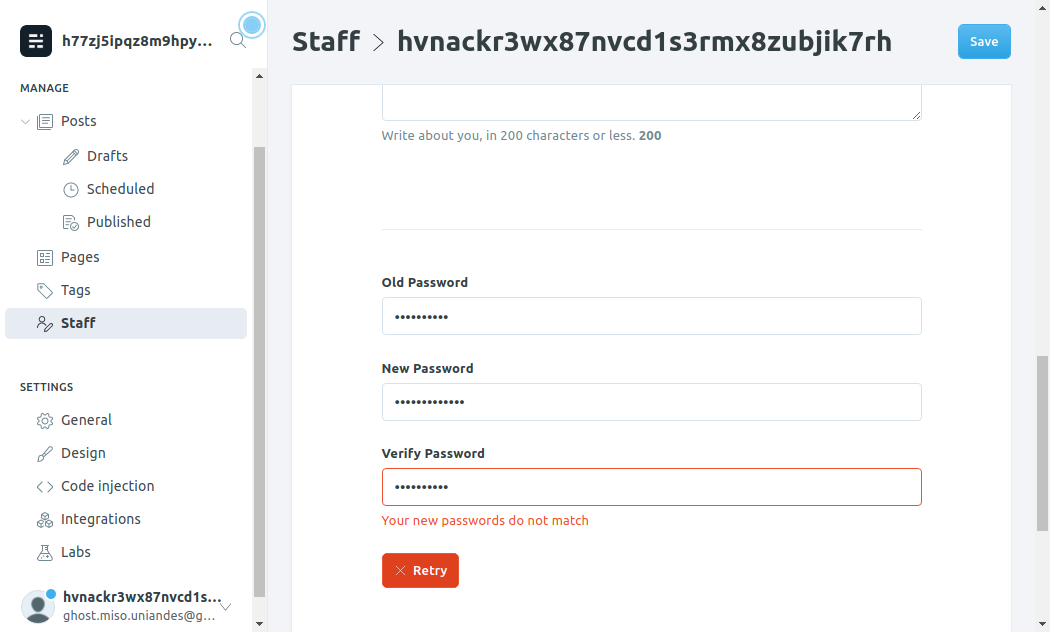 h77zj5ipqz8m9hpy...
MANAGE
Posts
Drafts
Scheduled
Published
Pages
Tags
Staff
SETTINGS
General
Design
Code injection
Integrations
Labs
hvnackr3wx87nvcd1s...
ghost.miso.uniandes@g...
Staff > hvnackr3wx87nvcd1s3rmx8zubjik7rh
Save
Write about you, in 200 characters or less. 200
Old Password
••••••••••
New Password
•••••••••••••
Verify Password
••••••••••
Your new passwords do not match
Retry